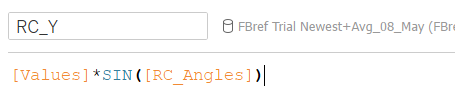 RC_Y
FBref Trial Newest+Avg_08_May (FBre
[Values]*SIN([RC_Angles])